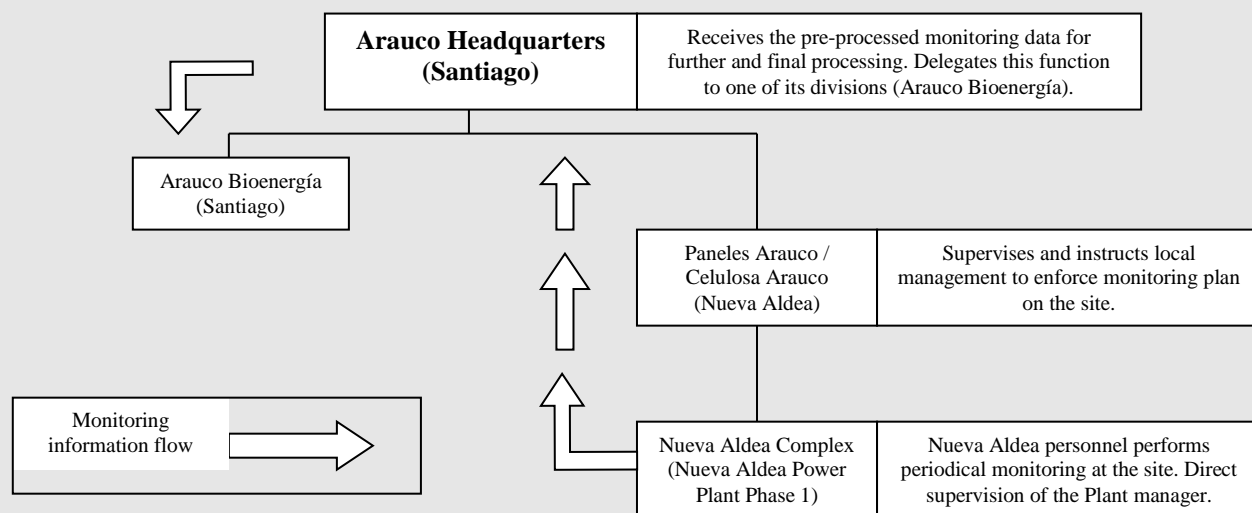 Arauco Headquarters
(Santiago)
Receives the pre-processed monitoring data for
further and final processing. Delegates this function
to one of its divisions (Arauco Bioenergía).
Arauco Bioenergía
(Santiago)
Paneles Arauco /
Celulosa Arauco
(Nueva Aldea)
Supervises and instructs local
management to enforce monitoring plan
on the site.
Monitoring
information flow
Nueva Aldea Complex
(Nueva Aldea Power
Plant Phase 1)
Nueva Aldea personnel performs
periodical monitoring at the site. Direct
supervision of the Plant manager.